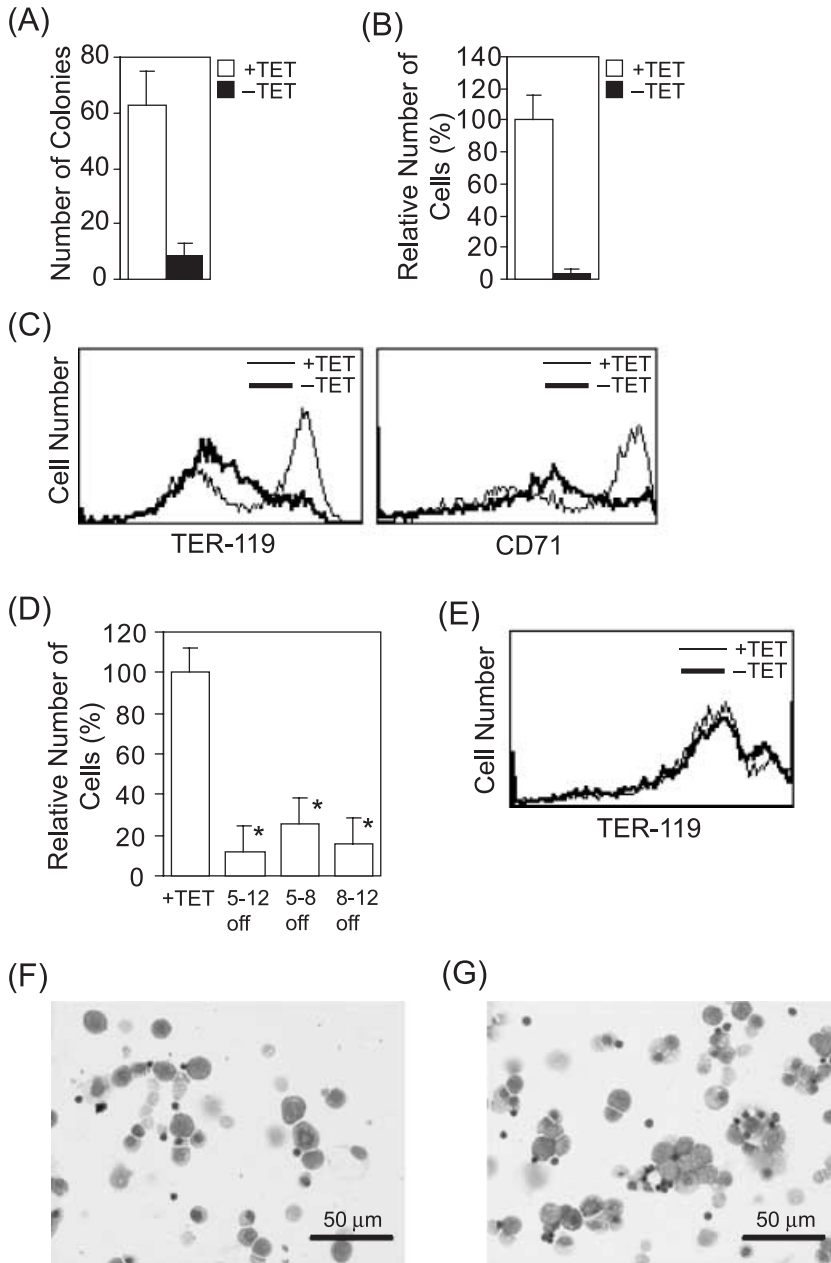 (A)
Number of Colonies
80
60
40
20
0
+TET
–TET
(B)
Relative Number of
Cells (%)
140
120
100
80
60
40
20
0
+TET
–TET
(C)
Cell Number
+TET
–TET
TER-119
+TET
–TET
CD71
(D)
Relative Number of
Cells (%)
120
100
80
60
40
20
0
*
*
*
+TET
5-12
off
5-8
off
8-12
off
(E)
Cell Number
+TET
–TET
TER-119
(F)
50 μm
(G)
50 μm